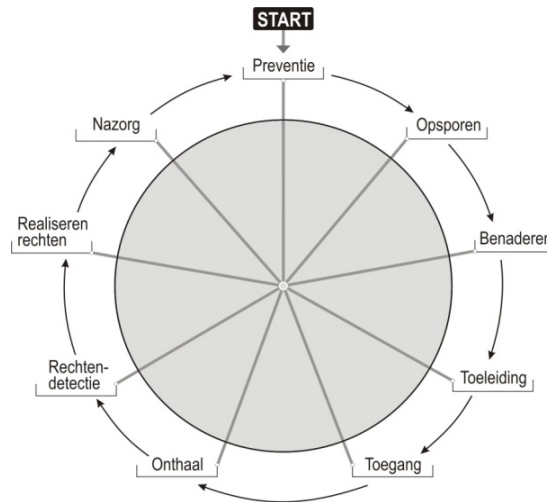 START
Preventie
Opsporen
Benaderen
Toeleiding
Toegang
Onthaal
Rechten-
detectie
Realiseren
rechten
Nazorg